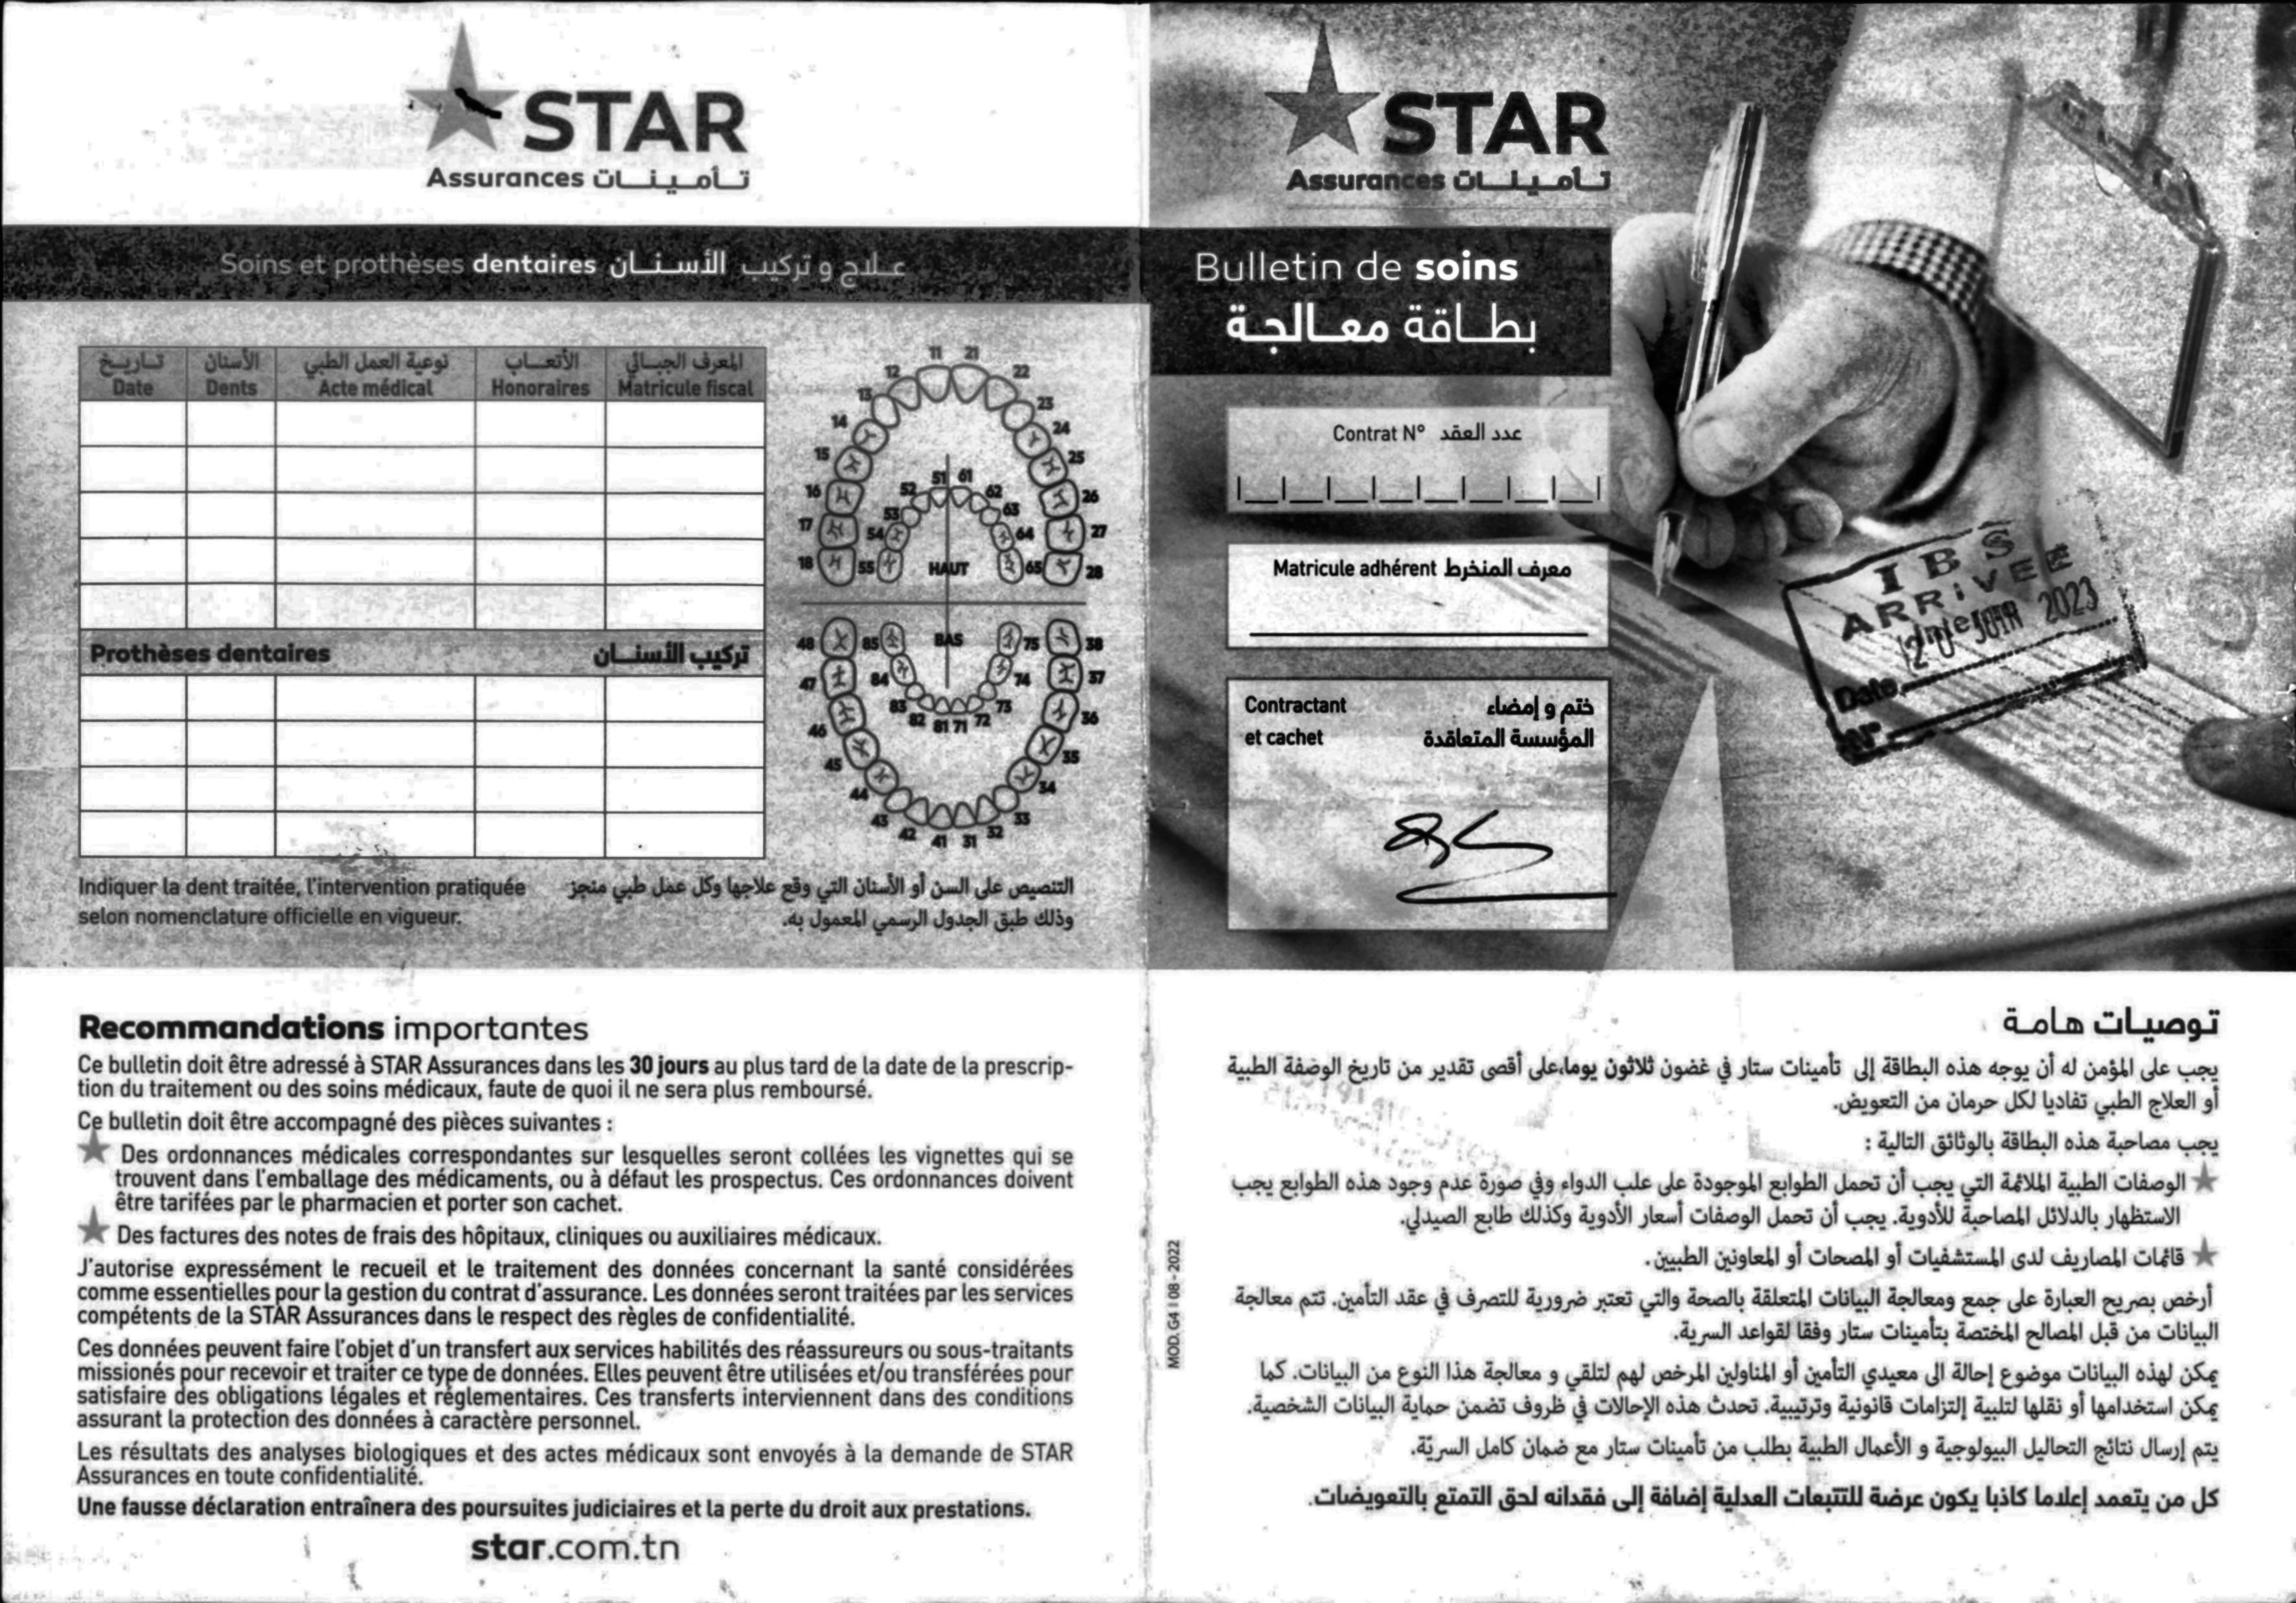 STAR
Assurances تأمينات
Soins et prothèses dentaires علاج و تركيب الأسنان
تاريخ الأسنان نوعية العمل الطبي الأتعاب المعرف الجبائي
Date Dents Acte médical Honoraires Matricule fiscal
Prothèses dentaires تركيب الأسنان
11 21
12 22
13 23
14 24
15 25
16 26
17 27
18 28
51 61
52 62
53 63
54 64
55 65
HAUT
BAS
48 85 75 38
47 84 74 37
83 73
82 81 71 72
46 36
45 35
44 34
43 33
42 41 31 32
Indiquer la dent traitée, l'intervention pratiquée
selon nomenclature officielle en vigueur.
التنصيص على السن أو الأسنان التي وقع علاجها وكل عمل طبي منجز
وذلك طبق الجدول الرسمي المعمول به.
Recommandations importantes
Ce bulletin doit être adressé à STAR Assurances dans les 30 jours au plus tard de la date de la prescrip-
tion du traitement ou des soins médicaux, faute de quoi il ne sera plus remboursé.
Ce bulletin doit être accompagné des pièces suivantes :
Des ordonnances médicales correspondantes sur lesquelles seront collées les vignettes qui se
trouvent dans l'emballage des médicaments, ou à défaut les prospectus. Ces ordonnances doivent
être tarifées par le pharmacien et porter son cachet.
Des factures des notes de frais des hôpitaux, cliniques ou auxiliaires médicaux.
J'autorise expressément le recueil et le traitement des données concernant la santé considérées
comme essentielles pour la gestion du contrat d'assurance. Les données seront traitées par les services
compétents de la STAR Assurances dans le respect des règles de confidentialité.
Ces données peuvent faire l'objet d'un transfert aux services habilités des réassureurs ou sous-traitants
missionés pour recevoir et traiter ce type de données. Elles peuvent être utilisées et/ou transférées pour
satisfaire des obligations légales et réglementaires. Ces transferts interviennent dans des conditions
assurant la protection des données à caractère personnel.
Les résultats des analyses biologiques et des actes médicaux sont envoyés à la demande de STAR
Assurances en toute confidentialité.
Une fausse déclaration entraînera des poursuites judiciaires et la perte du droit aux prestations.
star.com.tn
STAR
Assurances تأمينات
Bulletin de soins
بطاقة معالجة
Contrat N° عدد العقد
Matricule adhérent معرف المنخرط
Contractant
et cachet
ختم و إمضاء
المؤسسة المتعاقدة
IBS
ARRiVEE
20 JUIN 2023
Date
N°
توصيات هامة
يجب على المؤمن له أن يوجه هذه البطاقة إلى تأمينات ستار في غضون ثلاثون يوما،على أقصى تقدير من تاريخ الوصفة الطبية
أو العلاج الطبي تفاديا لكل حرمان من التعويض.
يجب مصاحبة هذه البطاقة بالوثائق التالية :
الوصفات الطبية الملائمة التي يجب أن تحمل الطوابع الموجودة على علب الدواء وفي صورة عدم وجود هذه الطوابع يجب
الاستظهار بالدلائل المصاحبة للأدوية. يجب أن تحمل الوصفات أسعار الأدوية وكذلك طابع الصيدلي.
قائمات المصاريف لدى المستشفيات أو المصحات أو المعاونين الطبيين.
أرخص بصريح العبارة على جمع ومعالجة البيانات المتعلقة بالصحة والتي تعتبر ضرورية للتصرف في عقد التأمين. تتم معالجة
البيانات من قبل المصالح المختصة بتأمينات ستار وفقا لقواعد السرية.
يمكن لهذه البيانات موضوع إحالة الى معيدي التأمين أو المناولين المرخص لهم لتلقي و معالجة هذا النوع من البيانات. كما
يمكن استخدامها أو نقلها لتلبية إلتزامات قانونية وترتيبية. تحدث هذه الإحالات في ظروف تضمن حماية البيانات الشخصية.
يتم إرسال نتائج التحاليل البيولوجية و الأعمال الطبية بطلب من تأمينات ستار مع ضمان كامل السريّة.
كل من يتعمد إعلاما كاذبا يكون عرضة للتتبعات العدلية إضافة إلى فقدانه لحق التمتع بالتعويضات.
MOD. G4 I 08 - 2022